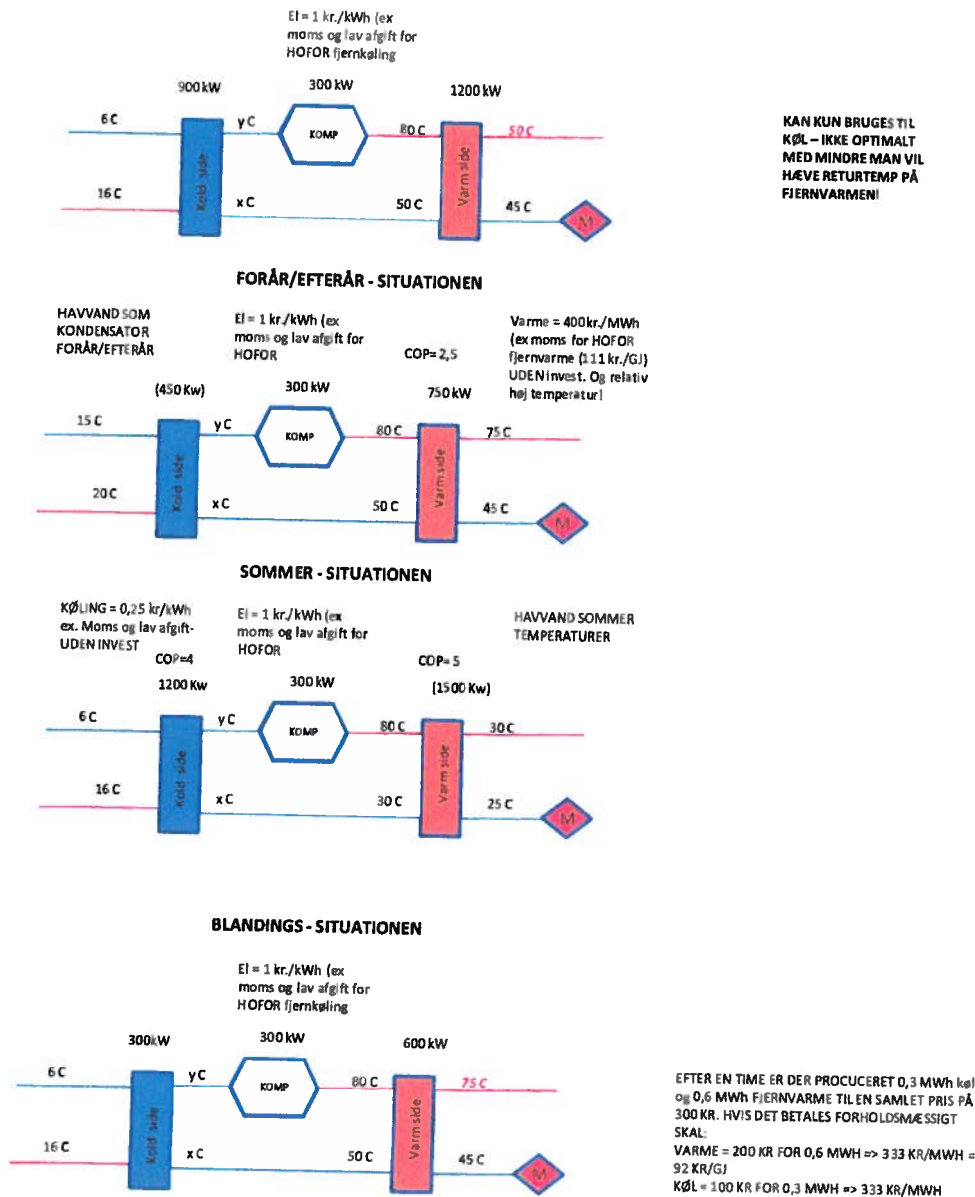 El = 1 kr./kWh (ex
moms og lav afgift for
HOFOR fjernkøling
900 kW
300 kW
1200 kW
6 C
y C
KOMP
80 C
50 C
Kold side
Varm side
16 C
x C
50 C
45 C
M
KAN KUN BRUGES TIL
KØL – IKKE OPTIMALT
MED MINDRE MAN VIL
HÆVE RETURTEMP PÅ
FJERNVARMEN!
FORÅR/EFTERÅR - SITUATIONEN
HAVVAND SOM
KONDENSATOR
FORÅR/EFTERÅR
El = 1 kr./kWh (ex
moms og lav afgift for
HOFOR
COP= 2,5
Varme = 400kr./MWh
(ex moms for HOFOR
fjernvarme (111 kr./GJ)
UDEN invest. Og relativ
høj temperatur!
(450 Kw)
300 kW
750 kW
15 C
y C
KOMP
80 C
75 C
Kold side
Varm side
20 C
x C
50 C
45 C
M
SOMMER - SITUATIONEN
KØLING = 0,25 kr/kWh
ex. Moms og lav afgift-
UDEN INVEST
El = 1 kr./kWh (ex
moms og lav afgift for
HOFOR
HAVVAND SOMMER
TEMPERATURER
COP=4
COP= 5
1200 Kw
300 kW
(1500 Kw)
6 C
y C
KOMP
80 C
30 C
Kold side
Varm side
16 C
x C
30 C
25 C
M
BLANDINGS - SITUATIONEN
El = 1 kr./kWh (ex
moms og lav afgift for
HOFOR fjernkøling
300kW
300 kW
600 kW
6 C
y C
KOMP
80 C
75 C
Kold side
Varm side
16 C
x C
50 C
45 C
M
EFTER EN TIME ER DER PRODUCERET 0,3 MWh køl
og 0,6 MWh FJERNVARME TIL EN SAMLET PRIS PÅ
300 KR. HVIS DET BETALES FORHOLDSMÆSSIGT
SKAL:
VARME = 200 KR FOR 0,6 MWH => 333 KR/MWH =
92 KR/GJ
KØL = 100 KR FOR 0,3 MWH => 333 KR/MWH